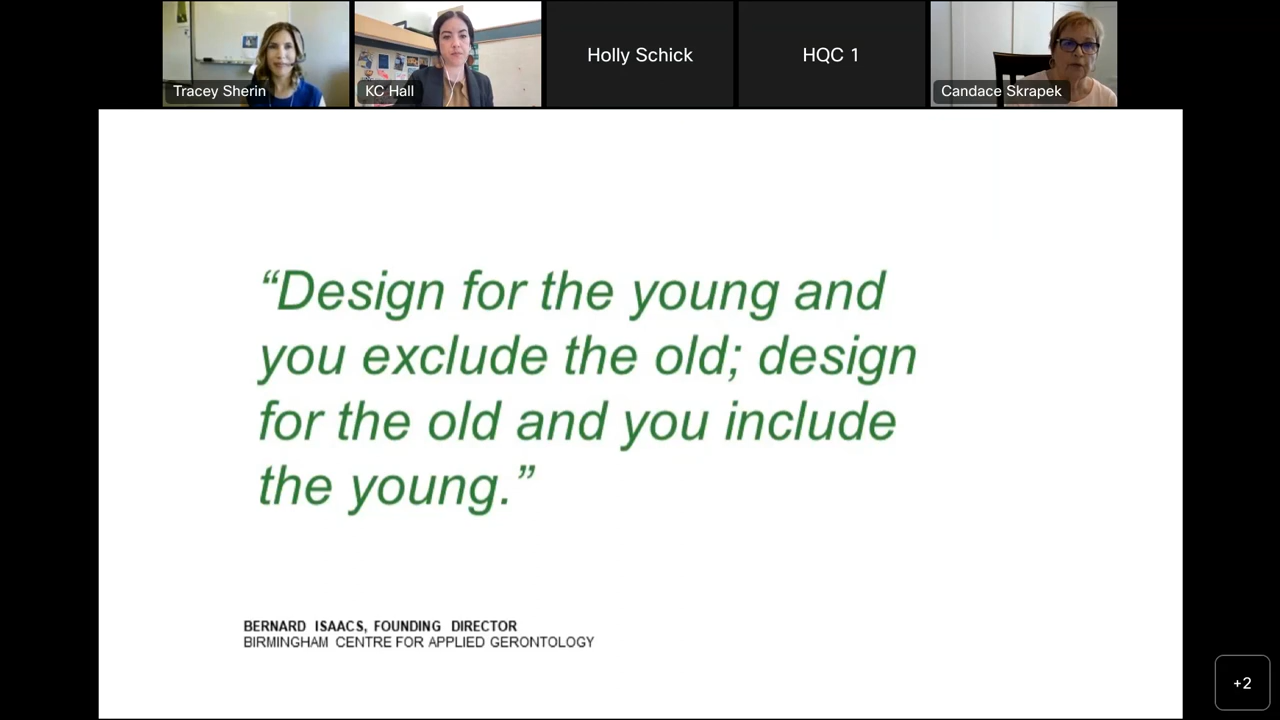 Tracey Sherin
KC Hall
Holly Schick
HQC 1
Candace Skrapek
“Design for the young and
you exclude the old; design
for the old and you include
the young.”
BERNARD ISAACS, FOUNDING DIRECTOR
BIRMINGHAM CENTRE FOR APPLIED GERONTOLOGY
+2